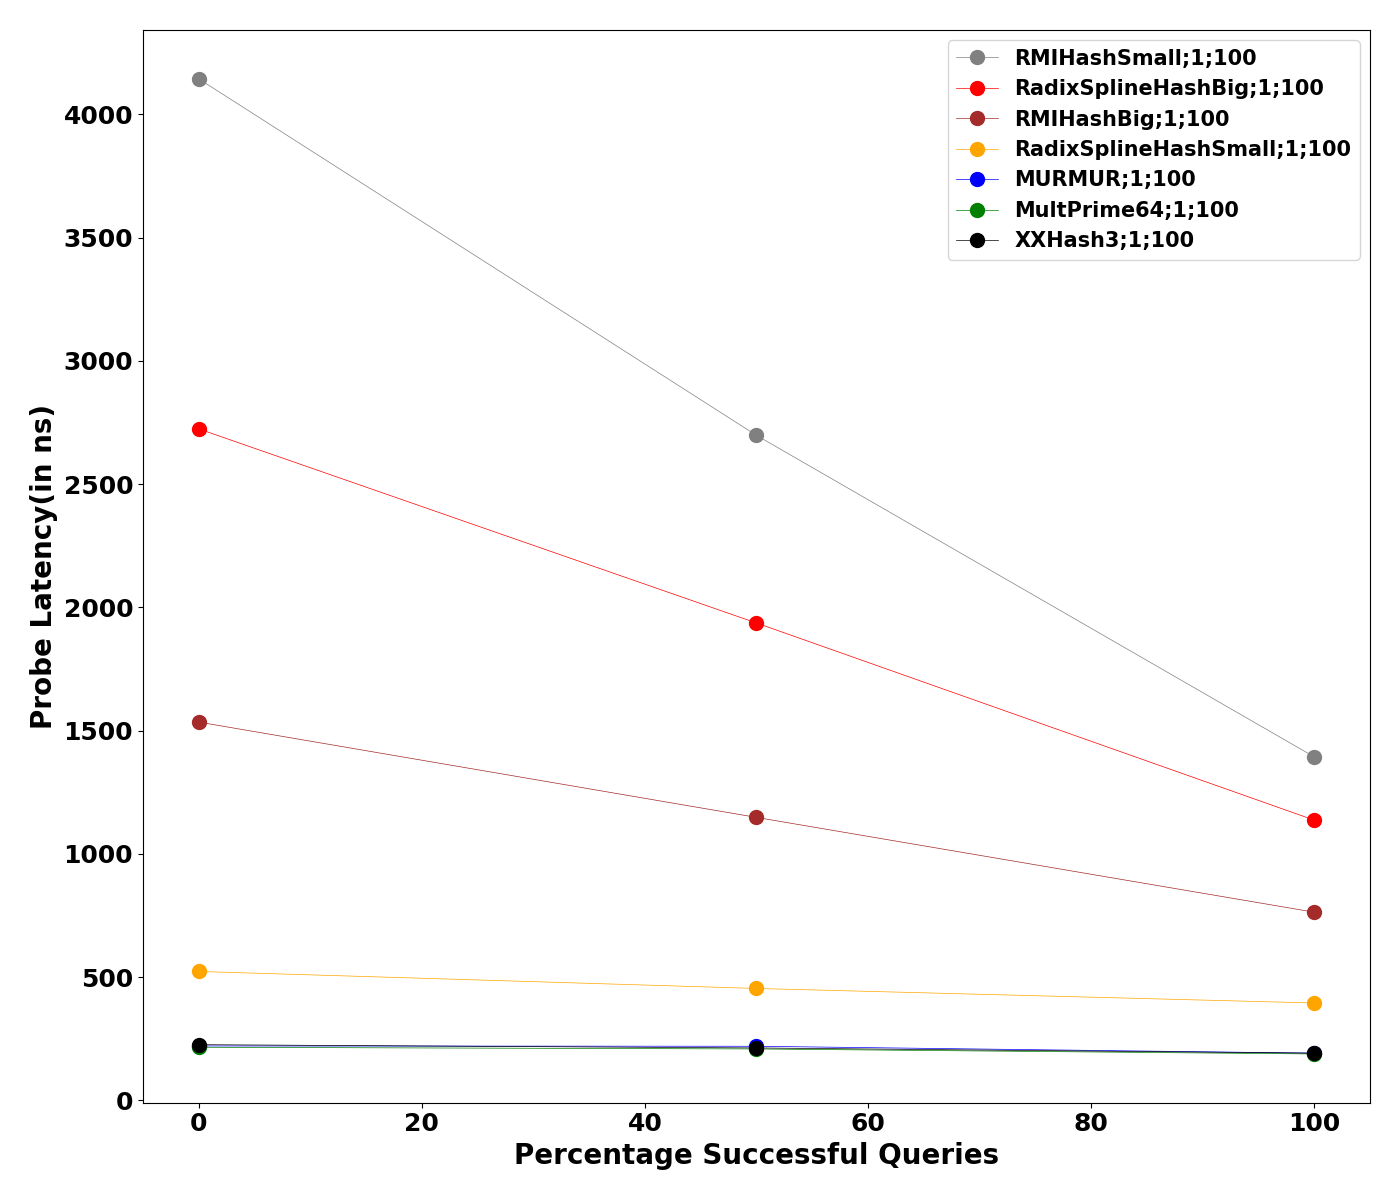 RMIHashSmall;1;100
RadixSplineHashBig;1;100
RMIHashBig;1;100
RadixSplineHashSmall;1;100
MURMUR;1;100
MultPrime64;1;100
XXHash3;1;100
Probe Latency(in ns)
4000
3500
3000
2500
2000
1500
1000
500
0
0 20 40 60 80 100
Percentage Successful Queries